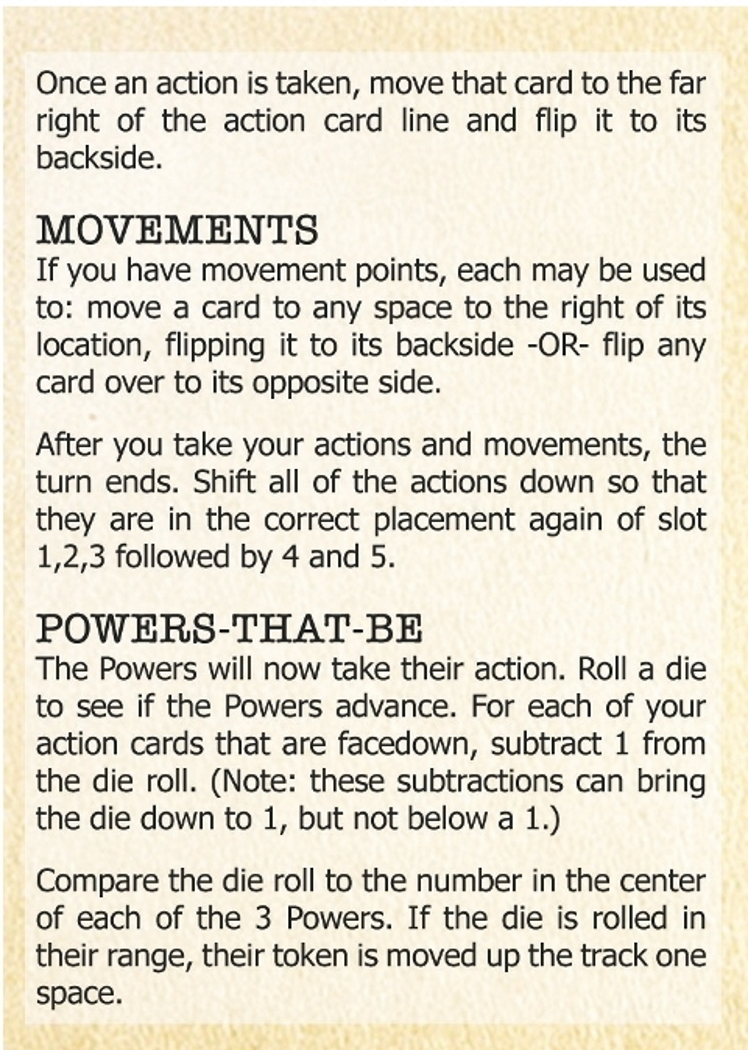 Once an action is taken, move that card to the far
right of the action card line and flip it to its
backside.
MOVEMENTS
If you have movement points, each may be used
to: move a card to any space to the right of its
location, flipping it to its backside -OR- flip any
card over to its opposite side.
After you take your actions and movements, the
turn ends. Shift all of the actions down so that
they are in the correct placement again of slot
1,2,3 followed by 4 and 5.
POWERS-THAT-BE
The Powers will now take their action. Roll a die
to see if the Powers advance. For each of your
action cards that are facedown, subtract 1 from
the die roll. (Note: these subtractions can bring
the die down to 1, but not below a 1.)
Compare the die roll to the number in the center
of each of the 3 Powers. If the die is rolled in
their range, their token is moved up the track one
space.